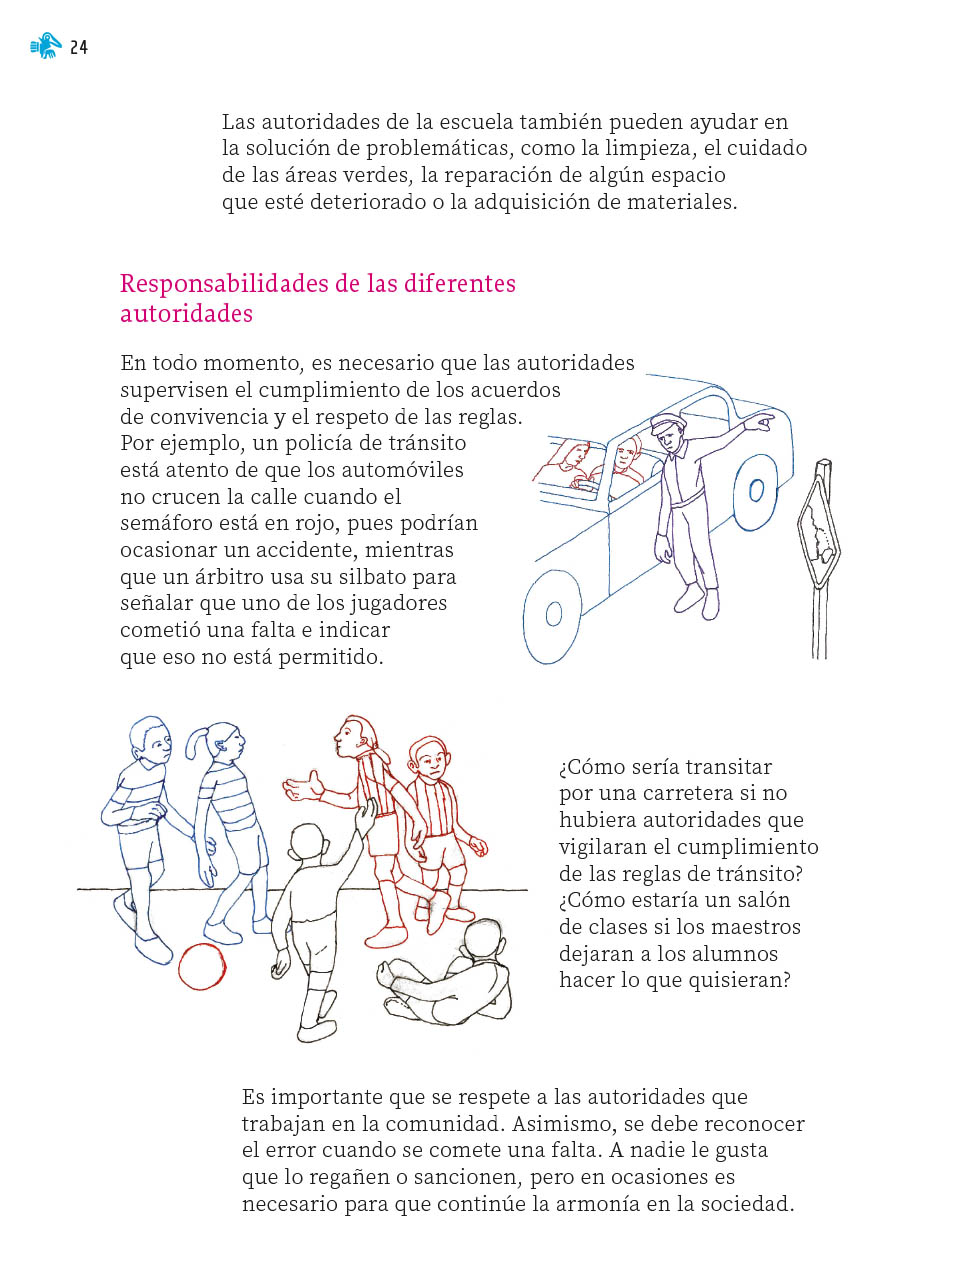 24
Las autoridades de la escuela también pueden ayudar en
la solución de problemáticas, como la limpieza, el cuidado
de las áreas verdes, la reparación de algún espacio
que esté deteriorado o la adquisición de materiales.
Responsabilidades de las diferentes
autoridades
En todo momento, es necesario que las autoridades
supervisen el cumplimiento de los acuerdos
de convivencia y el respeto de las reglas.
Por ejemplo, un policía de tránsito
está atento de que los automóviles
no crucen la calle cuando el
semáforo está en rojo, pues podrían
ocasionar un accidente, mientras
que un árbitro usa su silbato para
señalar que uno de los jugadores
cometió una falta e indicar
que eso no está permitido.
¿Cómo sería transitar
por una carretera si no
hubiera autoridades que
vigilaran el cumplimiento
de las reglas de tránsito?
¿Cómo estaría un salón
de clases si los maestros
dejaran a los alumnos
hacer lo que quisieran?
Es importante que se respete a las autoridades que
trabajan en la comunidad. Asimismo, se debe reconocer
el error cuando se comete una falta. A nadie le gusta
que lo regañen o sancionen, pero en ocasiones es
necesario para que continúe la armonía en la sociedad.